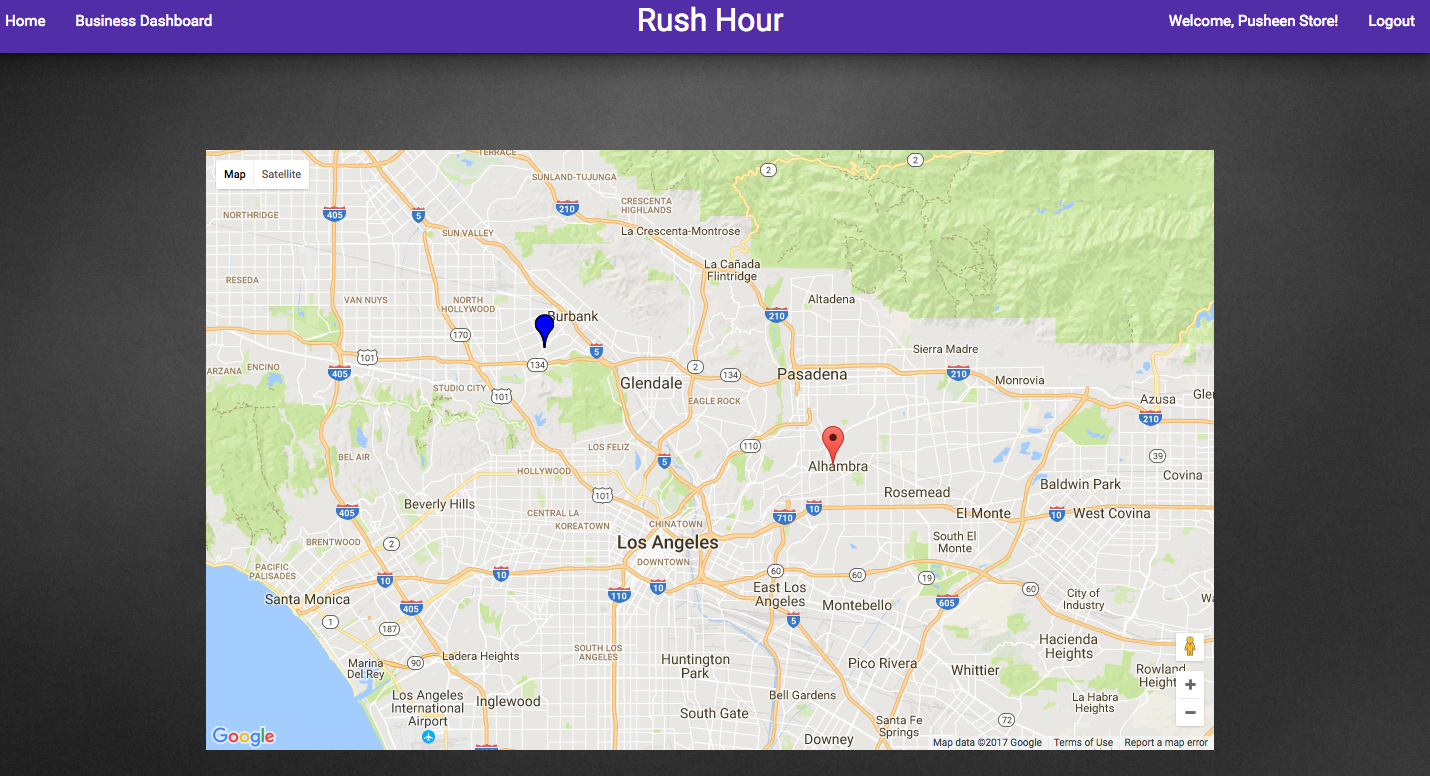 Home
Business Dashboard
Rush Hour
Welcome, Pusheen Store!
Logout
Map
Satellite
TERRACE
2
2
SUNLAND-TUJUNGA
CRESCENTA
HIGHLANDS
NORTHRIDGE
405
5
210
SUN VALLEY
La Crescenta-Montrose
La Cañada
Flintridge
RESEDA
VAN NUYS
NORTH
HOLLYWOOD
Burbank
Altadena
210
170
101
134
5
Sierra Madre
ARZANA
ENCINO
405
2
134
Pasadena
210
Monrovia
STUDIO CITY
101
Glendale
EAGLE ROCK
Azusa
Gler
210
LOS FELIZ
110
BEL AIR
5
Alhambra
39
HOLLYWOOD
Covina
Baldwin Park
Beverly Hills
101
Rosemead
405
CENTRAL LA
KOREATOWN
CHINATOWN
710
10
El Monte
10
West Covina
BRENTWOOD
2
Los Angeles
DOWNTOWN
South El
Monte
PACIFIC
PALISADES
10
10
10
60
60
19
60
Santa Monica
405
110
East Los
Angeles
Montebello
605
City of
Industry
Wa
1
187
5
Hacienda
Heights
Marina
Del Rey
90
Ladera Heights
SOUTH LOS
ANGELES
Huntington
Park
Pico Rivera
Whittier
Rowland
Heights
Los Angeles
International
Airport
Inglewood
Bell Gardens
La Habra
Heights
South Gate
Santa Fe
Springs
72
Downey
Google
Map data ©2017 Google
Terms of Use
Report a map error